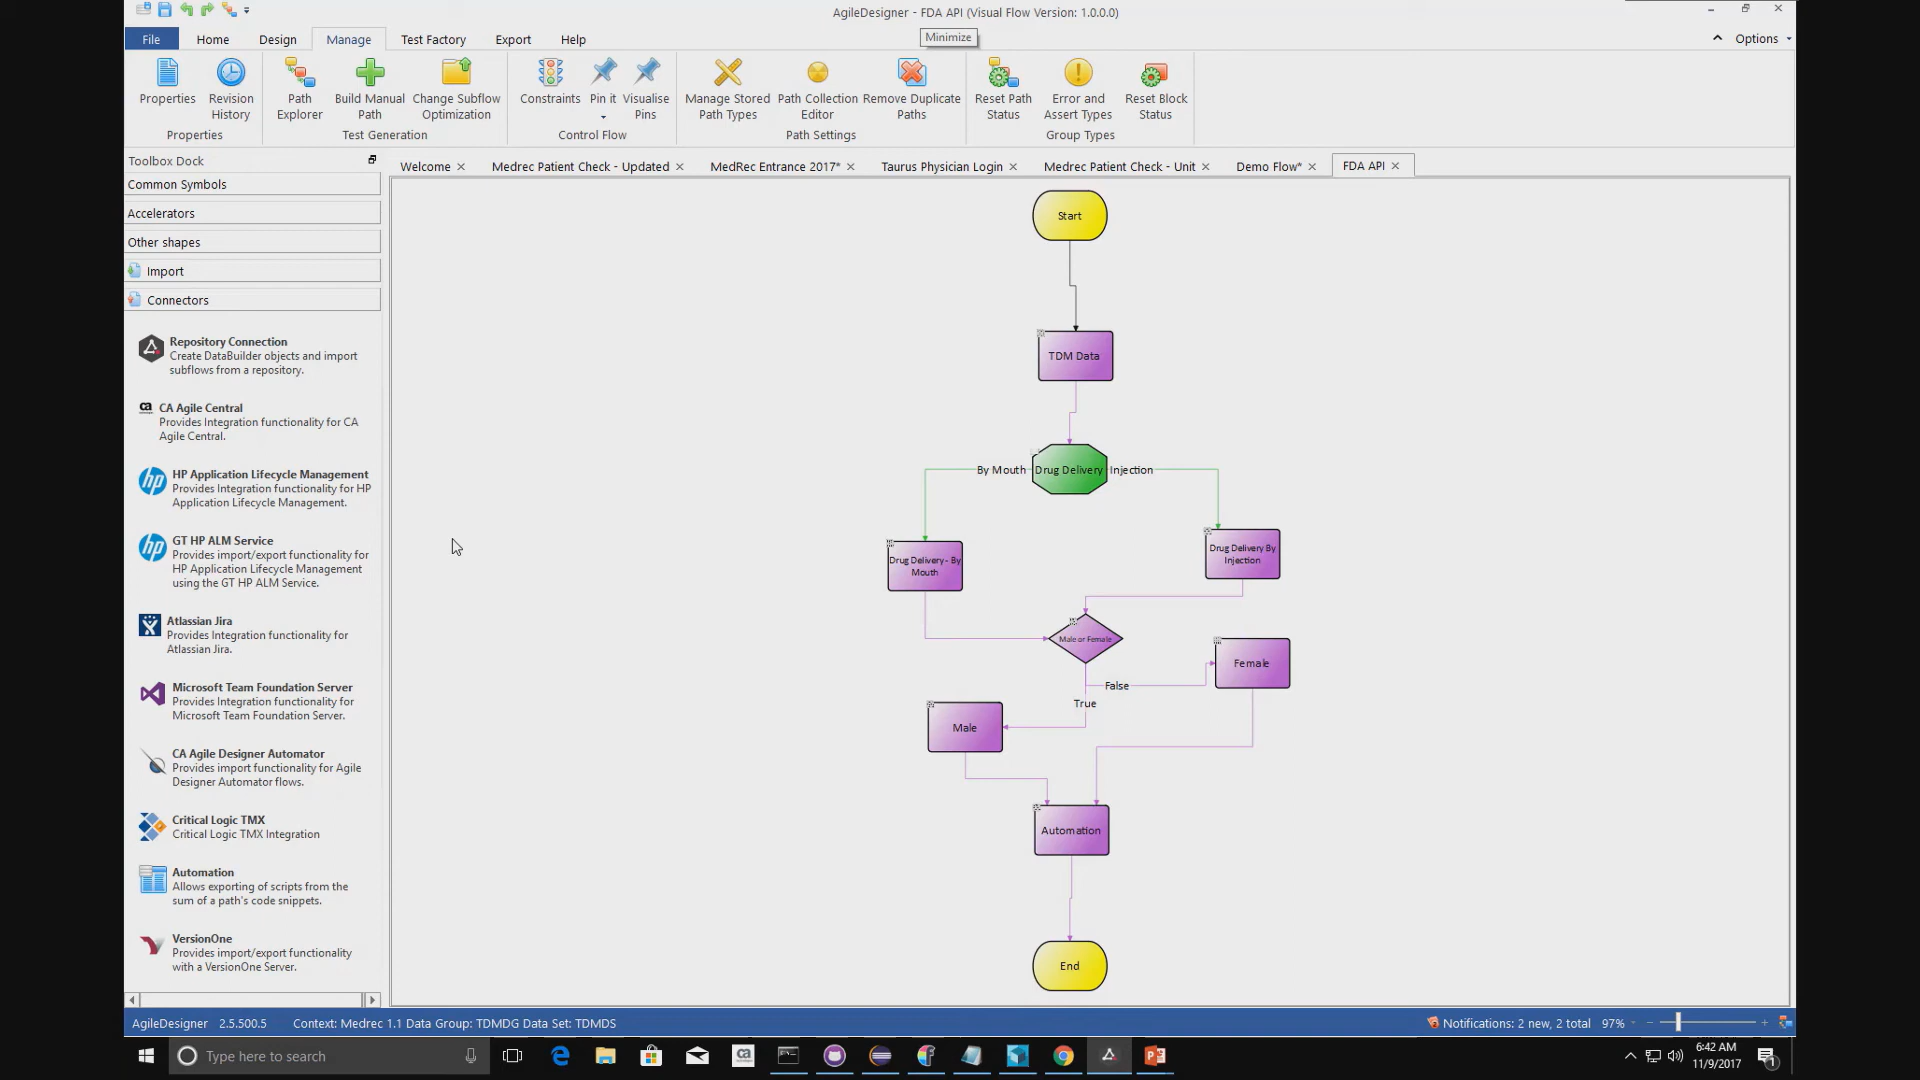 AgileDesigner - FDA API (Visual Flow Version: 1.0.0.0)
Minimize
File
Home
Design
Manage
Test Factory
Export
Help
Options
Properties
Revision
History
Path
Explorer
Build Manual
Path
Change Subflow
Optimization
Constraints
Pin it
Visualise
Pins
Manage Stored
Path Types
Path Collection
Editor
Remove Duplicate
Paths
Reset Path
Status
Error and
Assert Types
Reset Block
Status
Properties
Test Generation
Control Flow
Path Settings
Group Types
Toolbox Dock
Welcome
Medrec Patient Check - Updated
MedRec Entrance 2017*
Taurus Physician Login
Medrec Patient Check - Unit
Demo Flow*
FDA API
Common Symbols
Accelerators
Other shapes
Import
Connectors
Repository Connection
Create DataBuilder objects and import
subflows from a repository.
ca
CA Agile Central
Provides Integration functionality for CA
Agile Central.
hp
HP Application Lifecycle Management
Provides Integration functionality for HP
Application Lifecycle Management.
hp
GT HP ALM Service
Provides import/export functionality for
HP Application Lifecycle Management
using the GT HP ALM Service.
Atlassian Jira
Provides Integration functionality for
Atlassian Jira.
Microsoft Team Foundation Server
Provides Integration functionality for
Microsoft Team Foundation Server.
CA Agile Designer Automator
Provides import functionality for Agile
Designer Automator flows.
Critical Logic TMX
Critical Logic TMX Integration
Automation
Allows exporting of scripts from the
sum of a path's code snippets.
VersionOne
Provides import/export functionality
with a VersionOne Server.
Start
TDM Data
By Mouth
Drug Delivery
Injection
Drug Delivery - By
Mouth
Drug Delivery By
Injection
Male or Female
Female
False
True
Male
Automation
End
AgileDesigner 2.5.500.5
Context: Medrec 1.1 Data Group: TDMDG Data Set: TDMDS
Notifications: 2 new, 2 total
97%
Type here to search
ca
6:42 AM
11/9/2017
1